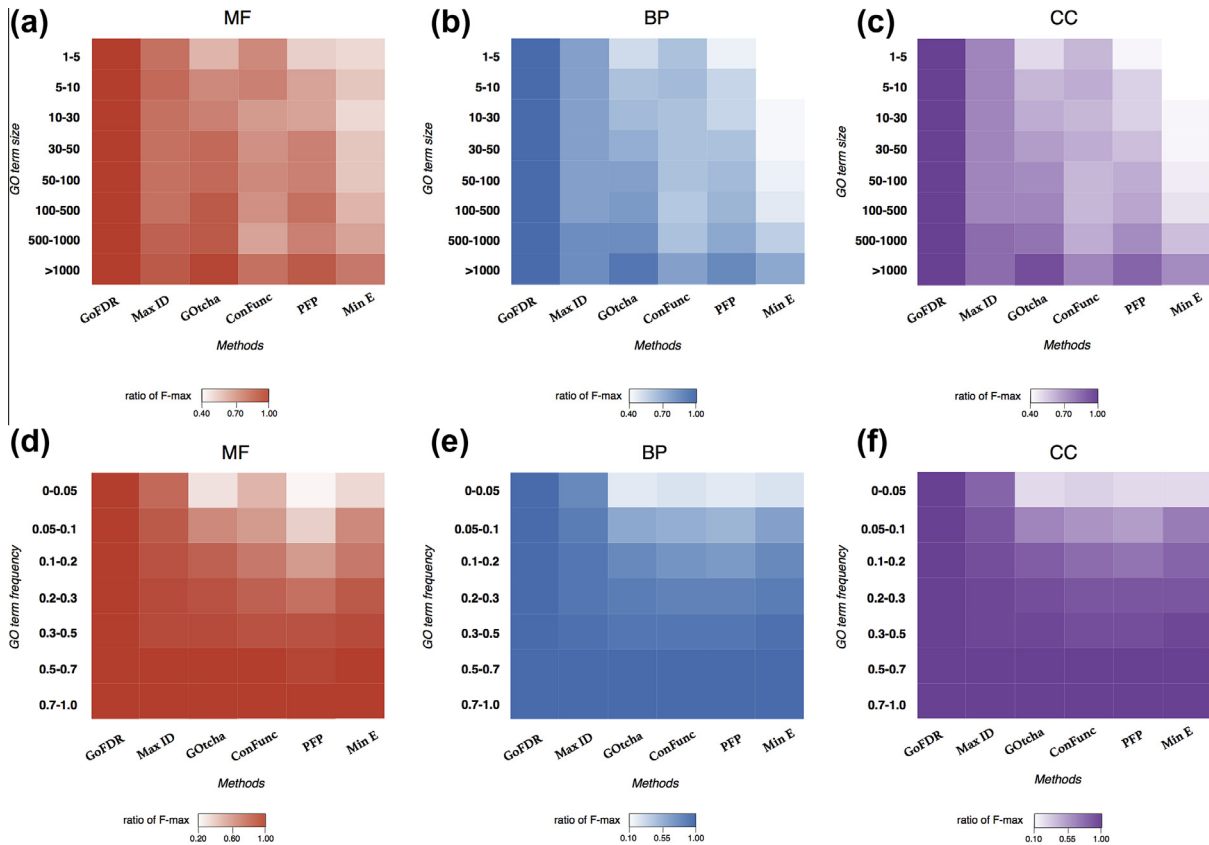 (a)
MF
1-5
5-10
10-30
30-50
50-100
100-500
500-1000
>1000
GO term size
GoFDR
Max ID
GOtcha
ConFunc
PFP
Min E
Methods
ratio of F-max
0.40
0.70
1.00
(b)
BP
1-5
5-10
10-30
30-50
50-100
100-500
500-1000
>1000
GO term size
GoFDR
Max ID
GOtcha
ConFunc
PFP
Min E
Methods
ratio of F-max
0.40
0.70
1.00
(c)
CC
1-5
5-10
10-30
30-50
50-100
100-500
500-1000
>1000
GO term size
GoFDR
Max ID
GOtcha
ConFunc
PFP
Min E
Methods
ratio of F-max
0.40
0.70
1.00
(d)
MF
0-0.05
0.05-0.1
0.1-0.2
0.2-0.3
0.3-0.5
0.5-0.7
0.7-1.0
GO term frequency
GoFDR
Max ID
GOtcha
ConFunc
PFP
Min E
Methods
ratio of F-max
0.20
0.60
1.00
(e)
BP
0-0.05
0.05-0.1
0.1-0.2
0.2-0.3
0.3-0.5
0.5-0.7
0.7-1.0
GO term frequency
GoFDR
Max ID
GOtcha
ConFunc
PFP
Min E
Methods
ratio of F-max
0.10
0.55
1.00
(f)
CC
0-0.05
0.05-0.1
0.1-0.2
0.2-0.3
0.3-0.5
0.5-0.7
0.7-1.0
GO term frequency
GoFDR
Max ID
GOtcha
ConFunc
PFP
Min E
Methods
ratio of F-max
0.10
0.55
1.00